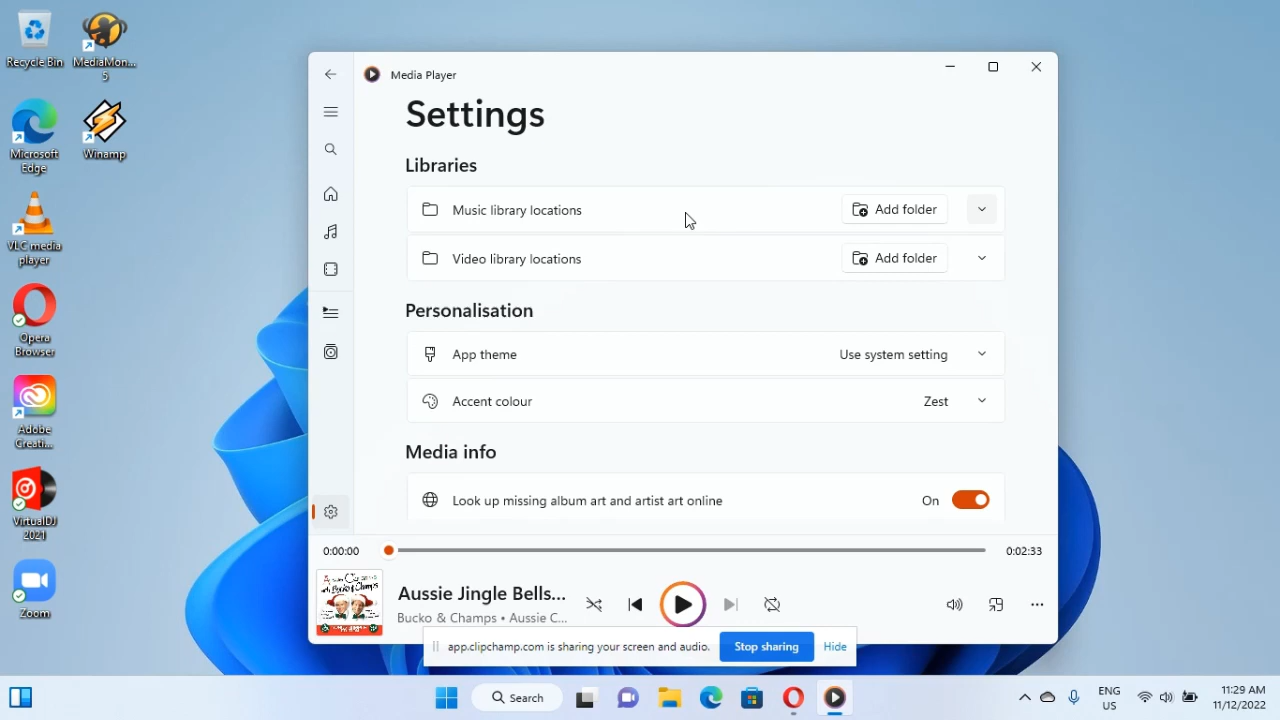 Recycle Bin
MediaMon...
5
Microsoft
Edge
Winamp
VLC media
player
Opera
Browser
Adobe
Creati...
VirtualDJ
2021
Zoom
Media Player
Settings
Libraries
Music library locations
Add folder
Video library locations
Add folder
Personalisation
App theme
Use system setting
Accent colour
Zest
Media info
Look up missing album art and artist art online
On
0:00:00
0:02:33
Aussie Jingle Bells...
Bucko & Champs • Aussie C...
app.clipchamp.com is sharing your screen and audio.
Stop sharing
Hide
Search
ENG
US
11:29 AM
11/12/2022